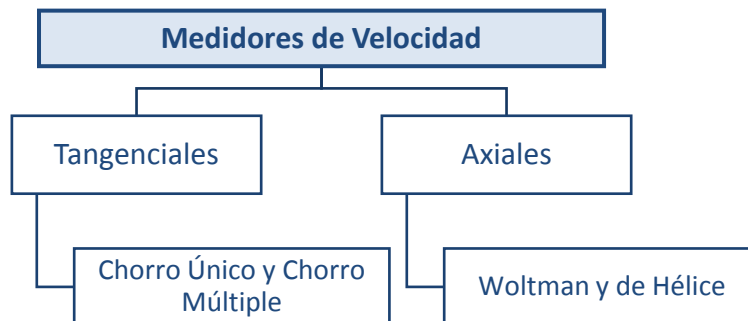 Medidores de Velocidad
Tangenciales
Axiales
Chorro Único y Chorro
Múltiple
Woltman y de Hélice